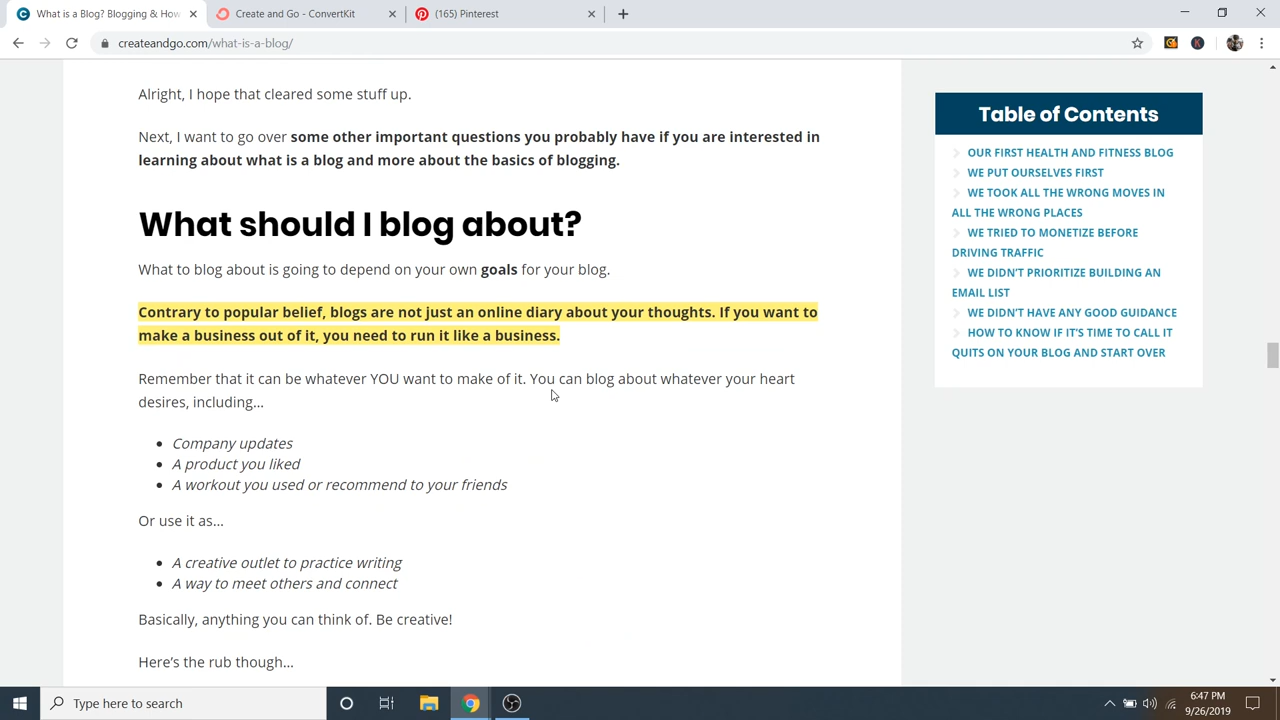 What is a Blog? Blogging & How
Create and Go - ConvertKit
(165) Pinterest
createandgo.com/what-is-a-blog/
Alright, I hope that cleared some stuff up.
Next, I want to go over some other important questions you probably have if you are interested in
learning about what is a blog and more about the basics of blogging.
What should I blog about?
What to blog about is going to depend on your own goals for your blog.
Contrary to popular belief, blogs are not just an online diary about your thoughts. If you want to
make a business out of it, you need to run it like a business.
Remember that it can be whatever YOU want to make of it. You can blog about whatever your heart
desires, including...
Company updates
A product you liked
A workout you used or recommend to your friends
Or use it as...
A creative outlet to practice writing
A way to meet others and connect
Basically, anything you can think of. Be creative!
Here's the rub though...
Table of Contents
OUR FIRST HEALTH AND FITNESS BLOG
WE PUT OURSELVES FIRST
WE TOOK ALL THE WRONG MOVES IN
ALL THE WRONG PLACES
WE TRIED TO MONETIZE BEFORE
DRIVING TRAFFIC
WE DIDN'T PRIORITIZE BUILDING AN
EMAIL LIST
WE DIDN'T HAVE ANY GOOD GUIDANCE
HOW TO KNOW IF IT'S TIME TO CALL IT
QUITS ON YOUR BLOG AND START OVER
Type here to search
6:47 PM
9/26/2019